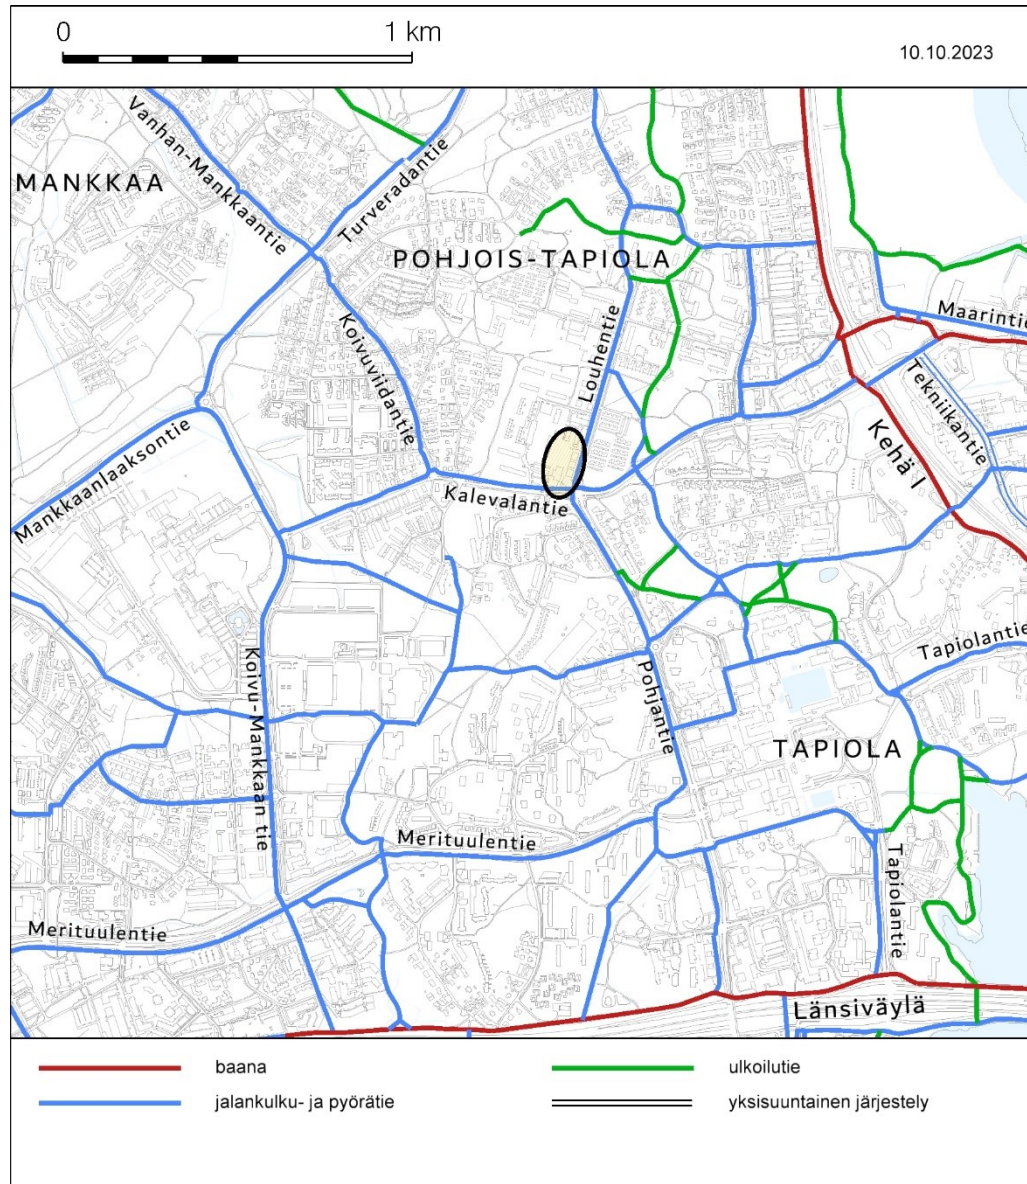 0 1 km
10.10.2023
Vanhan-Mankkaantie
MANKKAA
Turveradantie
POHJOIS-TAPIOLA
Maarintie
Koivuviidantie
Louhentie
Tekniikantie
Kehä I
Mankkaanlaaksontie
Kalevalantie
Tapiolantie
Koivu-Mankkaan tie
Pohjantie
TAPIOLA
Merituulentie
Tapiolantie
Merituulentie
Länsiväylä
baana
ulkoilutie
jalankulku- ja pyörätie
yksisuuntainen järjestely